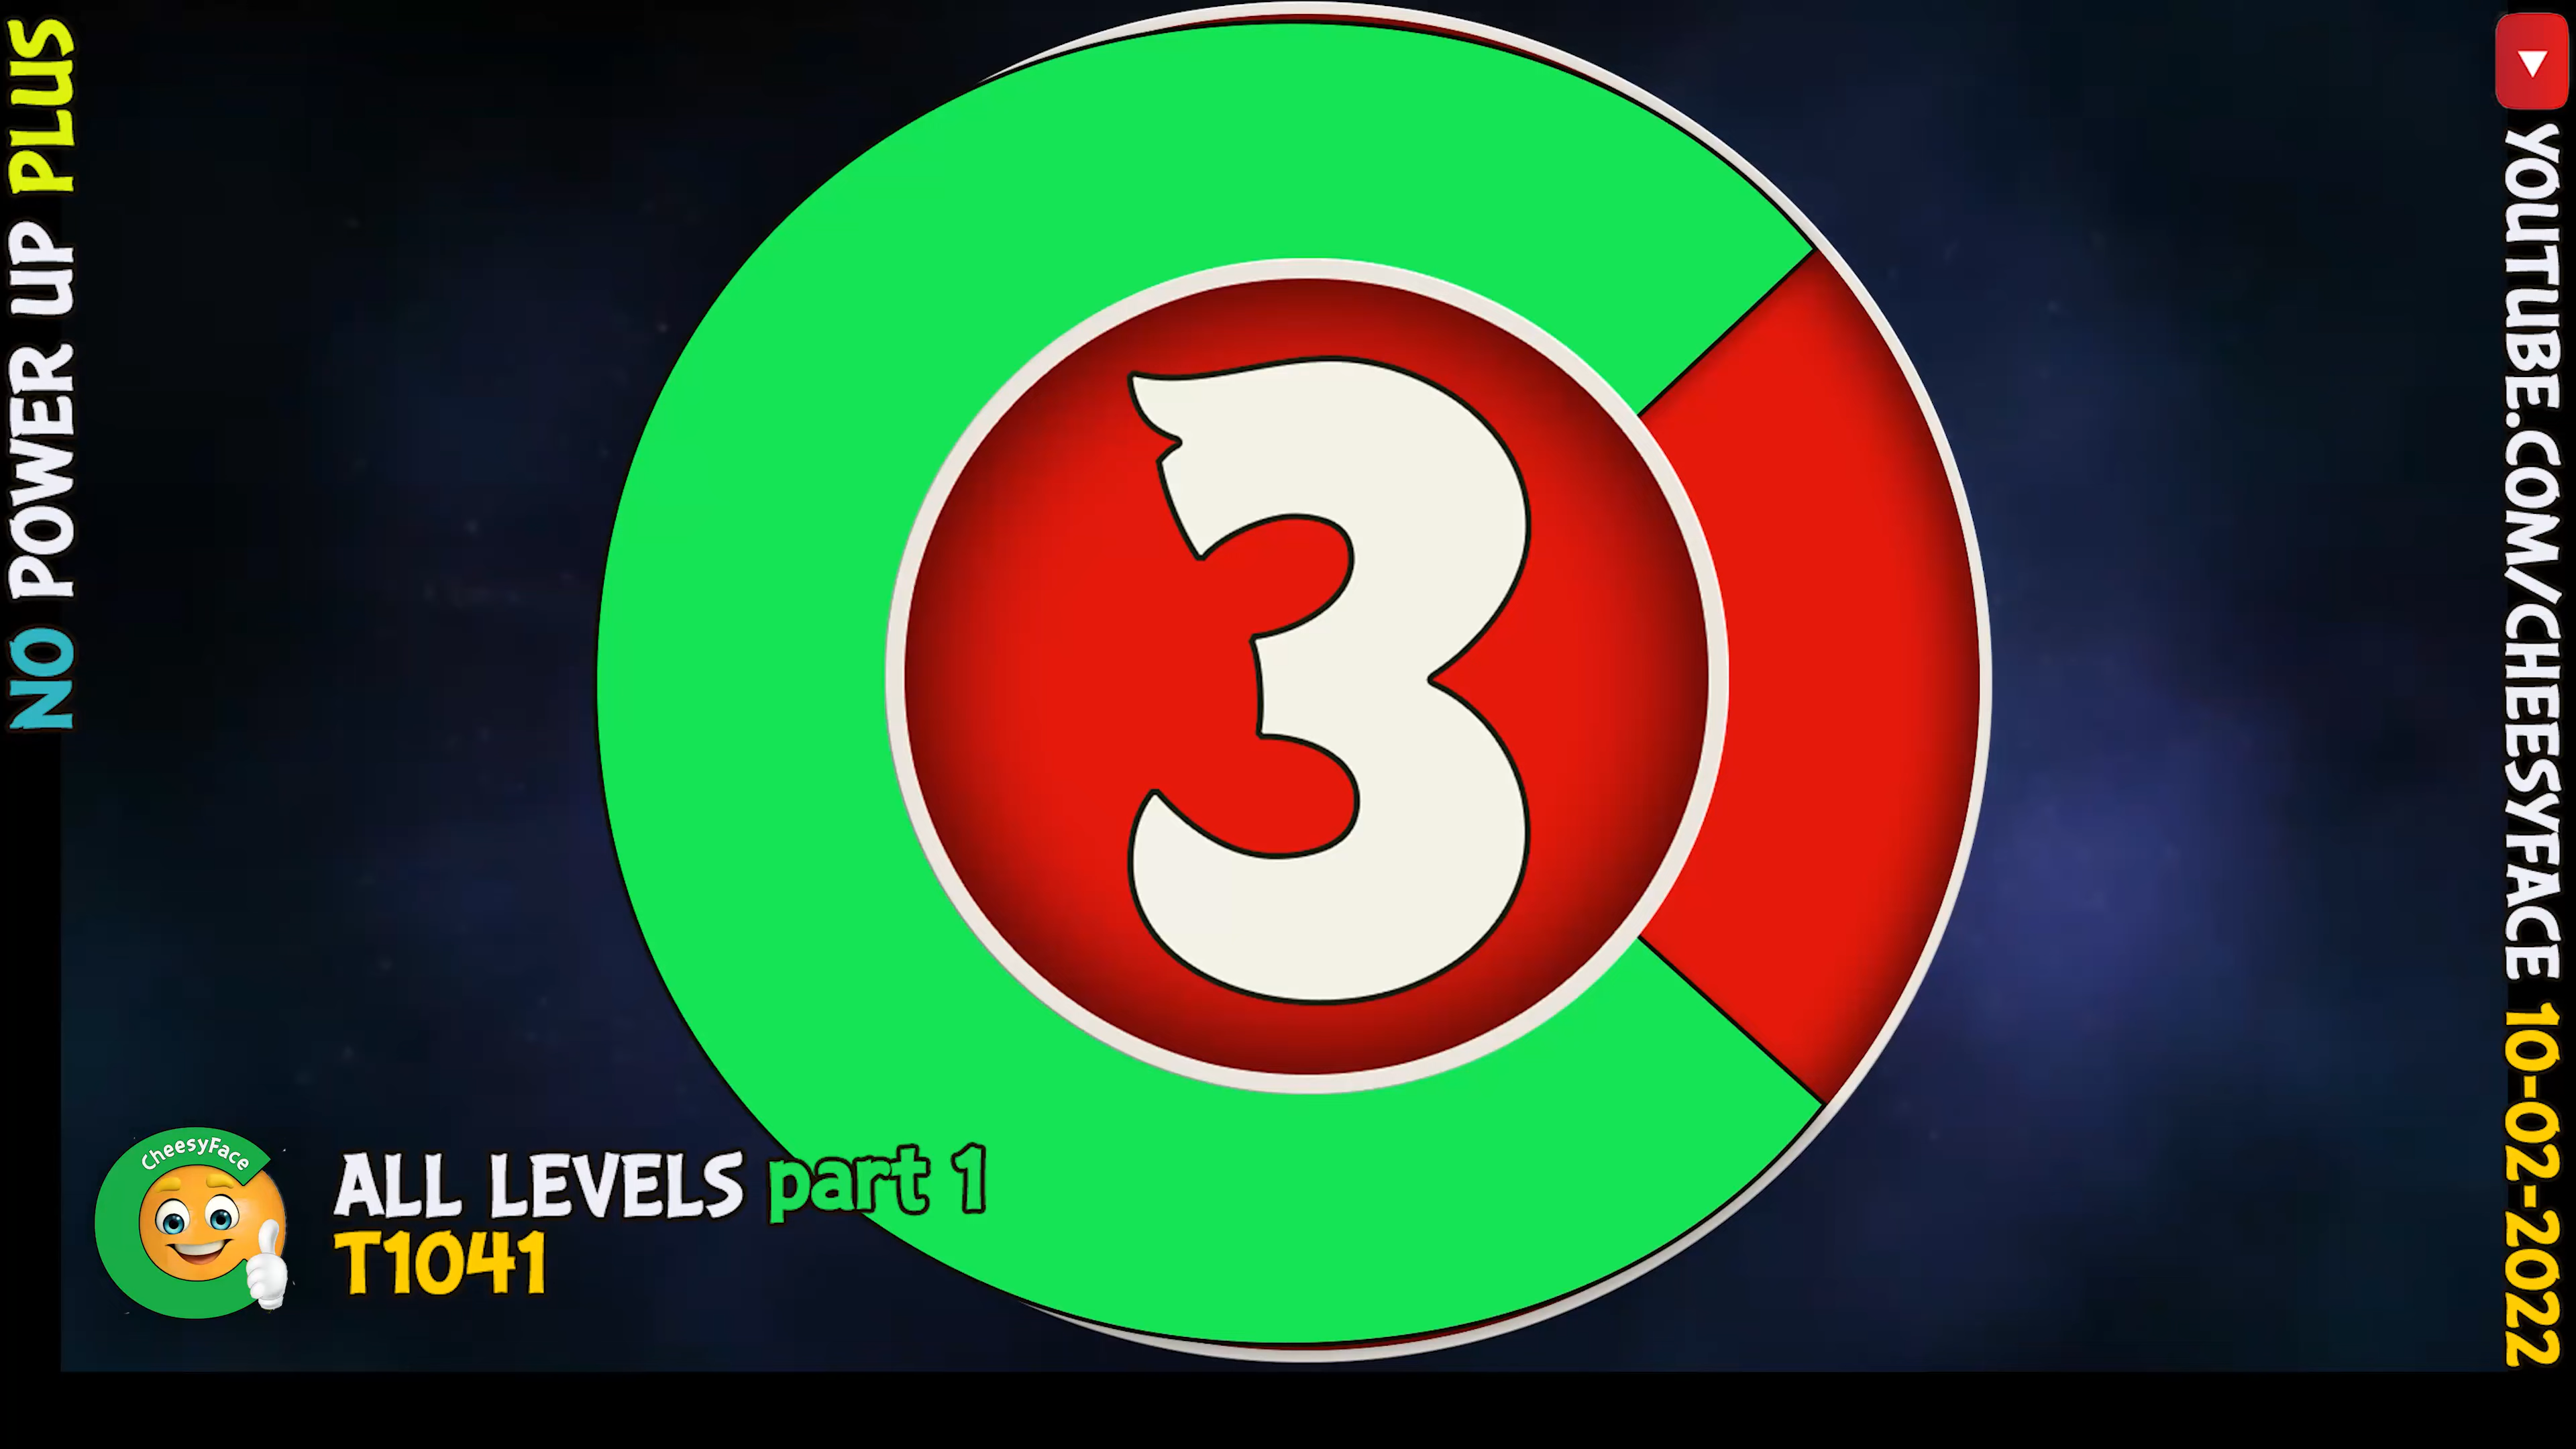 NO POWER UP PLUS
3
CheesyFace
ALL LEVELS part 1
T1041
YOUTUBE.COM/CHEESYFACE 10-02-2022